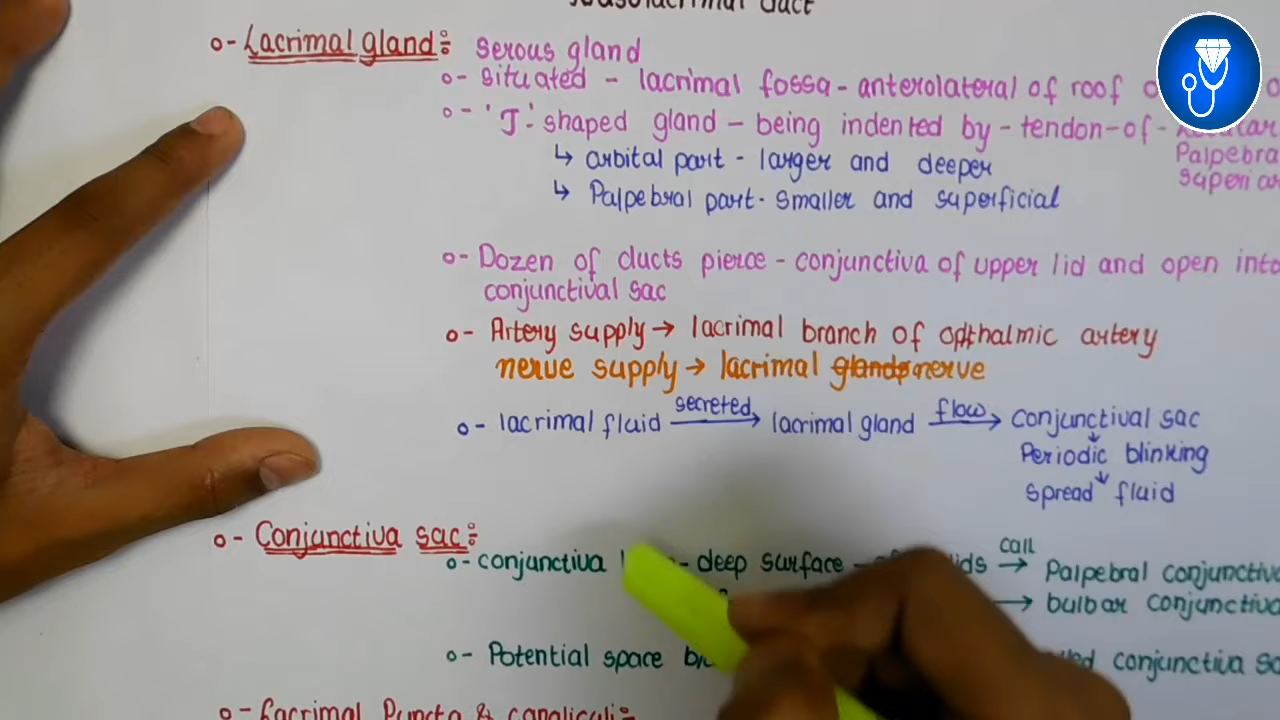 duct
o- Lacrimal gland: serous gland
o- situated - lacrimal fossa - anterolateral of roof
o- 'J' shaped gland - being indented by - tendon-of-
Palpebra
superior
↳ orbital part - larger and deeper
↳ Palpebral part - smaller and superficial
o- Dozen of ducts pierce - conjunctiva of upper lid and open into
conjunctival sac
o- Artery supply → lacrimal branch of opthalmic artery
nerve supply → lacrimal glands nerve
o- lacrimal fluid secreted → lacrimal gland flow → conjunctival sac
↓
Periodic blinking
↓
spread fluid
o- Conjunctiva sac:
o- conjunctiva - deep surface - call → Palpebral conjunctiva
→ bulbar conjunctiva
o- Potential space conjunctiva
o- Lacrimal Puncta & canaliculi: